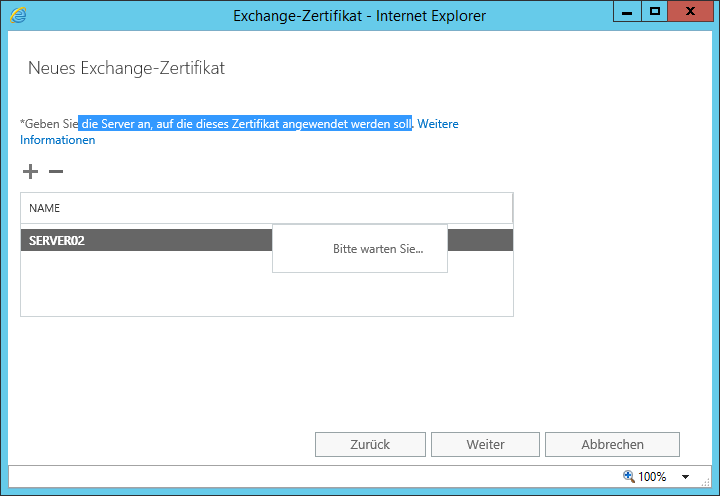 Exchange-Zertifikat - Internet Explorer
Neues Exchange-Zertifikat
*Geben Sie die Server an, auf die dieses Zertifikat angewendet werden soll. Weitere
Informationen
NAME
SERVER02
Bitte warten Sie...
Zurück Weiter Abbrechen
100%